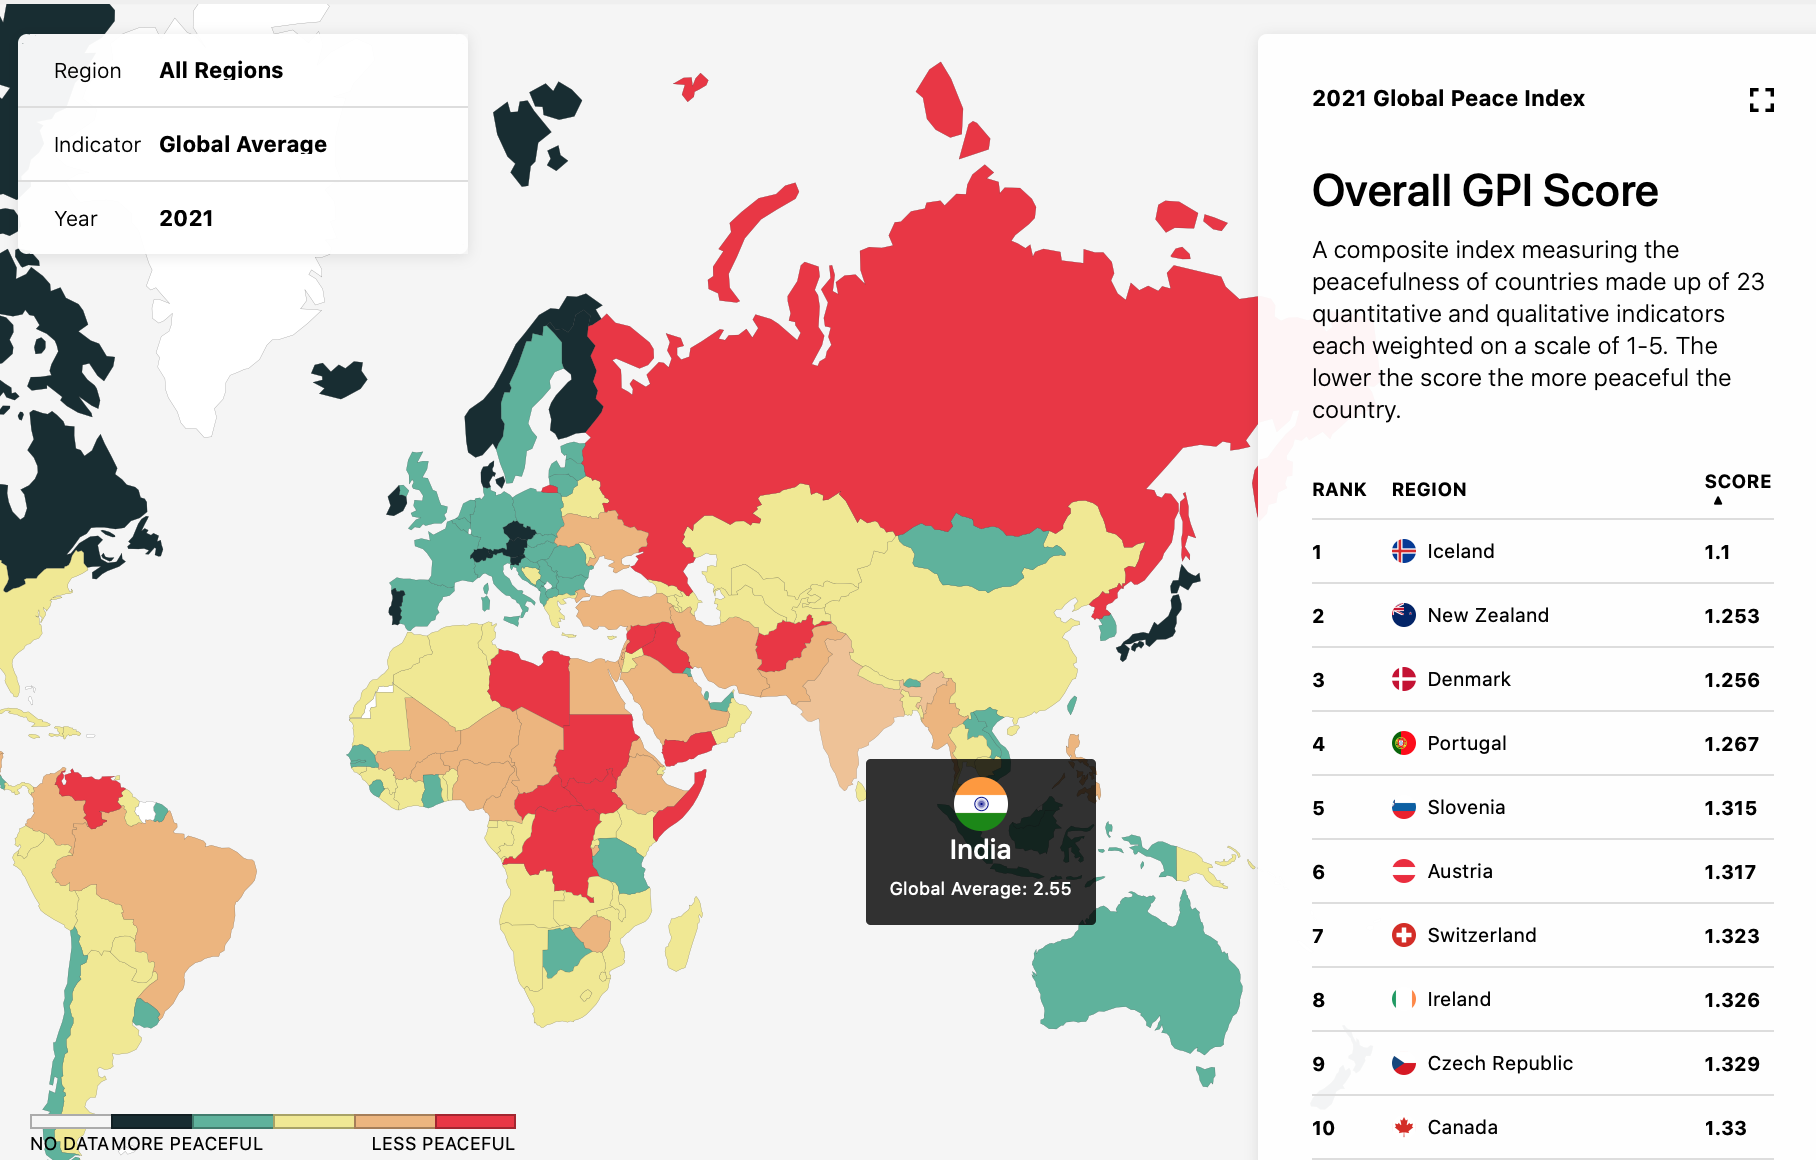 Region All Regions
Indicator Global Average
Year 2021
India
Global Average: 2.55
NO DATA MORE PEACEFUL LESS PEACEFUL
2021 Global Peace Index
Overall GPI Score
A composite index measuring the
peacefulness of countries made up of 23
quantitative and qualitative indicators
each weighted on a scale of 1-5. The
lower the score the more peaceful the
country.
RANK REGION SCORE ▲
1 Iceland 1.1
2 New Zealand 1.253
3 Denmark 1.256
4 Portugal 1.267
5 Slovenia 1.315
6 Austria 1.317
7 Switzerland 1.323
8 Ireland 1.326
9 Czech Republic 1.329
10 Canada 1.33